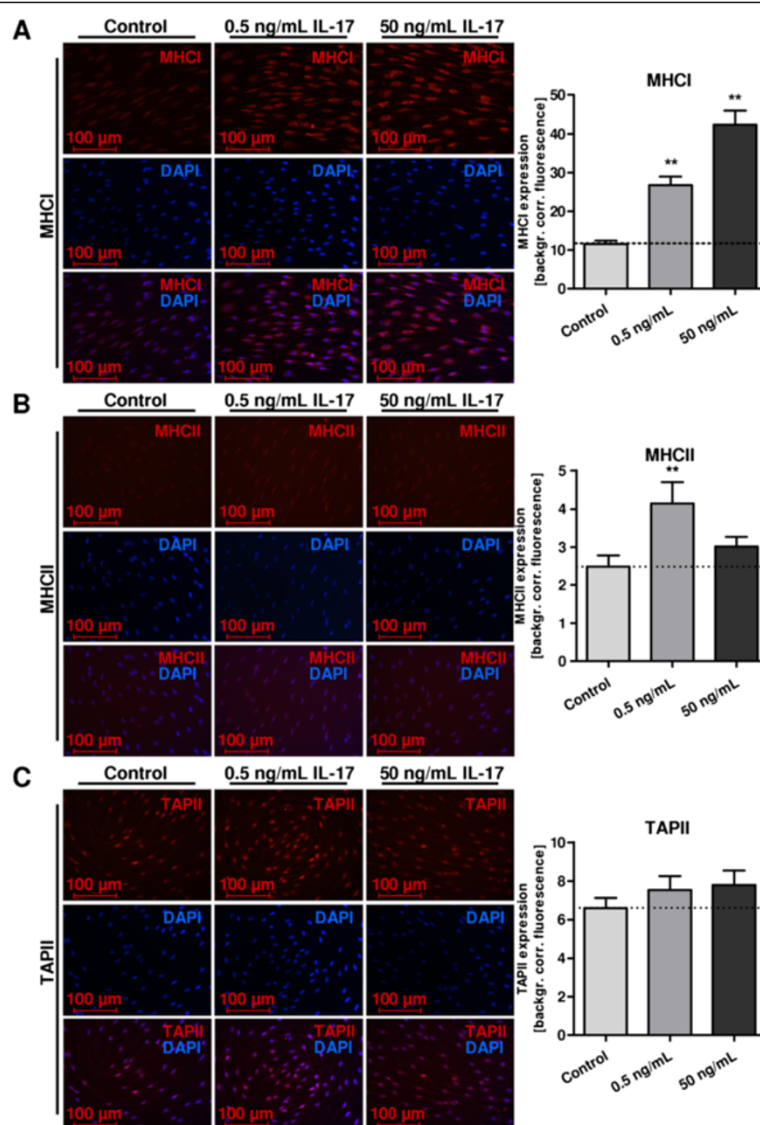 A
Control 0.5 ng/mL IL-17 50 ng/mL IL-17
MHCI
MHCI MHCI MHCI
100 µm 100 µm 100 µm
DAPI DAPI DAPI
100 µm 100 µm 100 µm
MHCI MHCI MHCI
DAPI DAPI DAPI
100 µm 100 µm 100 µm
MHCI
MHCI expression
[backgr. corr. fluorescence]
50
40
30
20
10
0
** **
Control 0.5 ng/mL 50 ng/mL
B
Control 0.5 ng/mL IL-17 50 ng/mL IL-17
MHCII
MHCII MHCII MHCII
100 µm 100 µm 100 µm
DAPI DAPI DAPI
100 µm 100 µm 100 µm
MHCII MHCII MHCII
DAPI DAPI DAPI
100 µm 100 µm 100 µm
MHCII
MHCII expression
[backgr. corr. fluorescence]
5
4
3
2
1
0
**
Control 0.5 ng/mL 50 ng/mL
C
Control 0.5 ng/mL IL-17 50 ng/mL IL-17
TAPII
TAPII TAPII TAPII
100 µm 100 µm 100 µm
DAPI DAPI DAPI
100 µm 100 µm 100 µm
TAPII TAPII TAPII
DAPI DAPI DAPI
100 µm 100 µm 100 µm
TAPII
TAPII expression
[backgr. corr. fluorescence]
10
8
6
4
2
0
Control 0.5 ng/mL 50 ng/mL